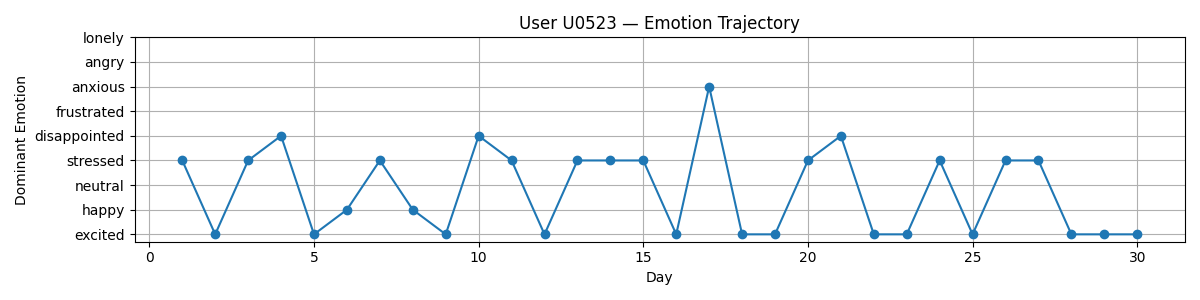 User U0523 — Emotion Trajectory
Dominant Emotion
lonely
angry
anxious
frustrated
disappointed
stressed
neutral
happy
excited
0 5 10 15 20 25 30
Day